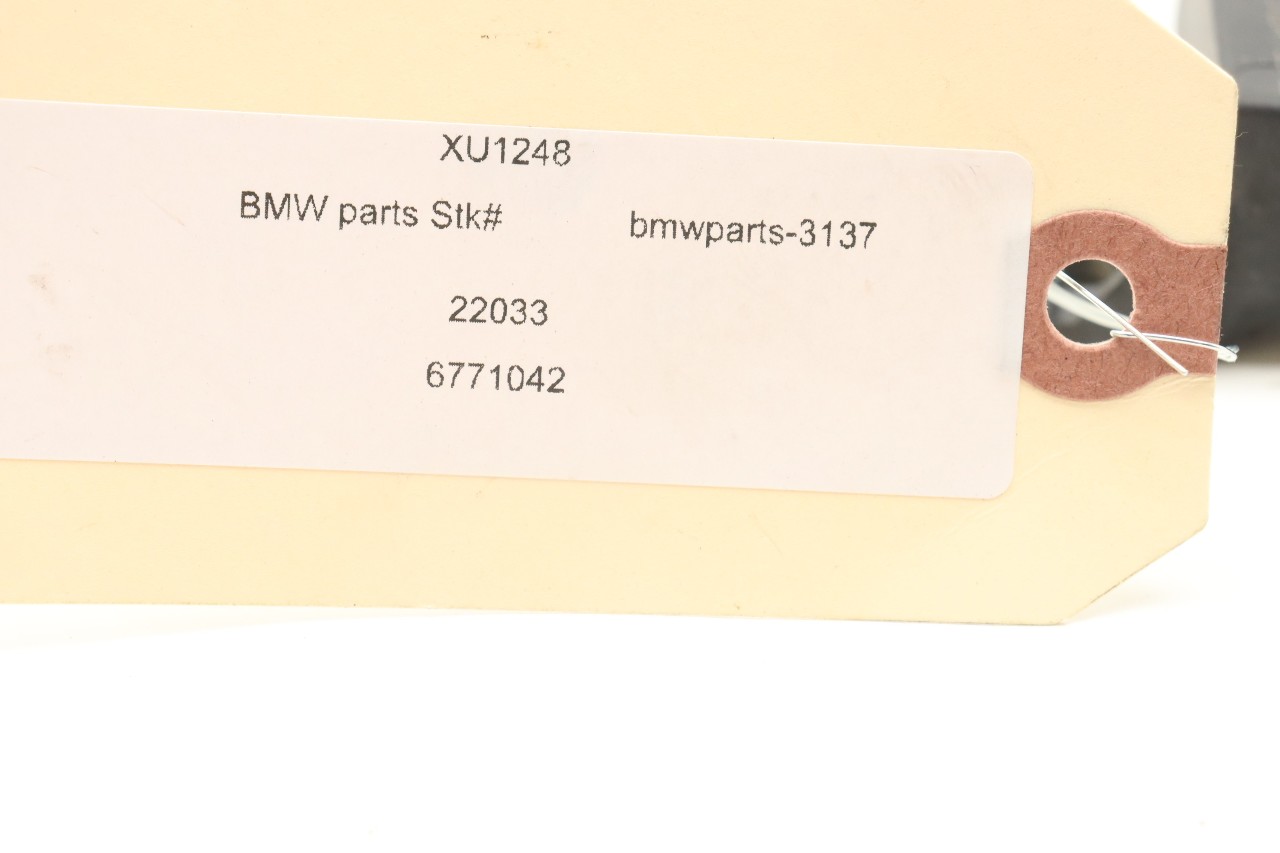 XU1248
BMW parts Stk# bmwparts-3137
22033
6771042